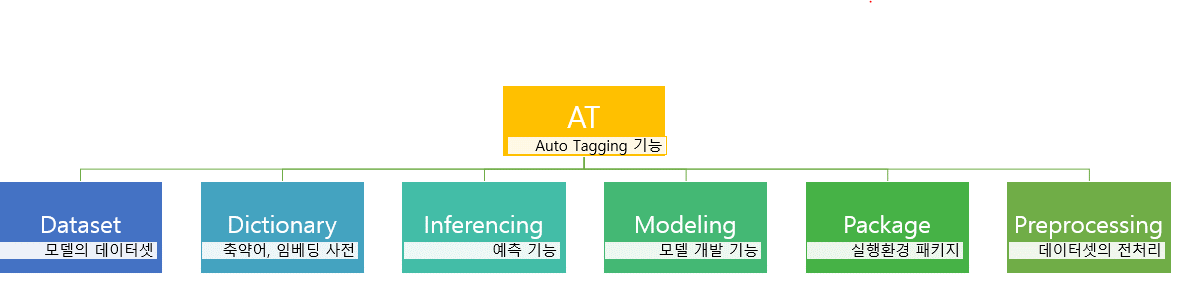 AT
Auto Tagging 기능
Dataset
모델의 데이터셋
Dictionary
축약어, 임베딩 사전
Inferencing
예측 기능
Modeling
모델 개발 기능
Package
실행환경 패키지
Preprocessing
데이터셋의 전처리